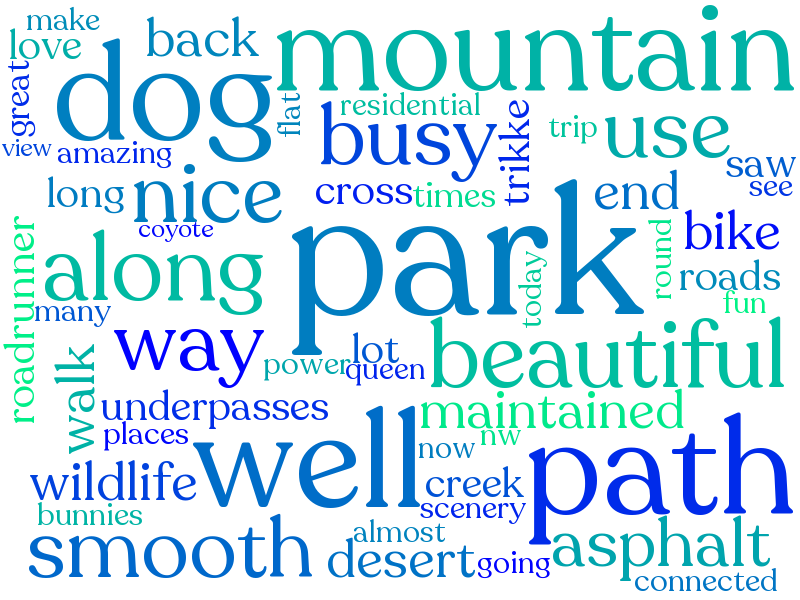 make
love
back
mountain
great
dog
flat
residential
busy
trikke
trip
use
view
amazing
saw
see
long
nice
cross
times
end
coyote
park
bike
roadrunner
along
today
round
roads
many
fun
way
power
lot
queen
beautiful
walk
underpasses
maintained
places
well
now
nw
path
wildlife
creek
bunnies
scenery
smooth
almost
desert
going
asphalt
connected